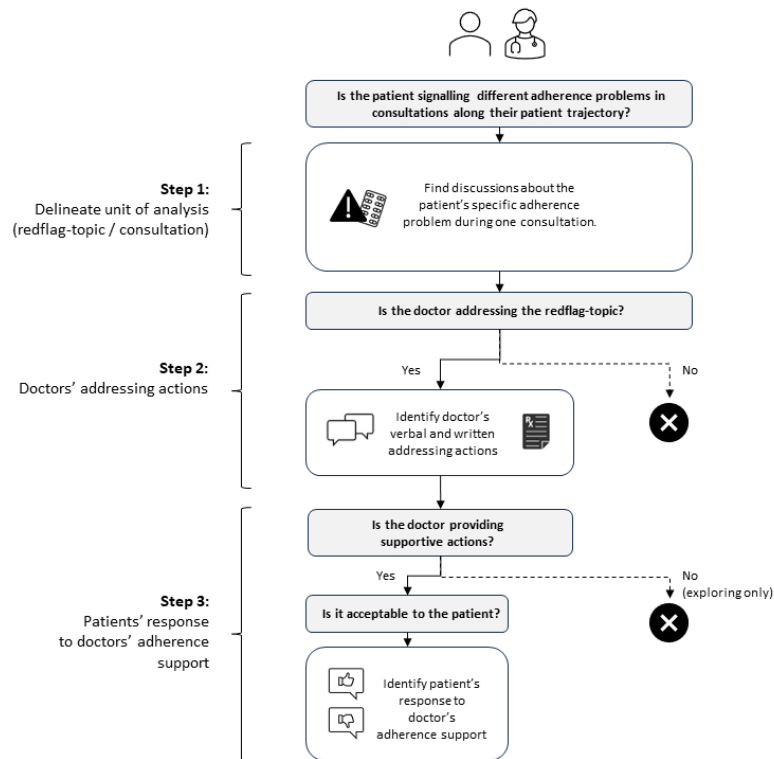 Is the patient signalling different adherence problems in
consultations along their patient trajectory?
Step 1:
Delineate unit of analysis
(redflag-topic / consultation)
Find discussions about the
patient's specific adherence
problem during one consultation.
Is the doctor addressing the redflag-topic?
Step 2:
Doctors' addressing actions
Yes
No
Identify doctor's
verbal and written
addressing actions
Rx
Is the doctor providing
supportive actions?
Step 3:
Patients' response
to doctors' adherence
support
Yes
No
(exploring only)
Is it acceptable to the patient?
Identify patient's
response to
doctor's
adherence support